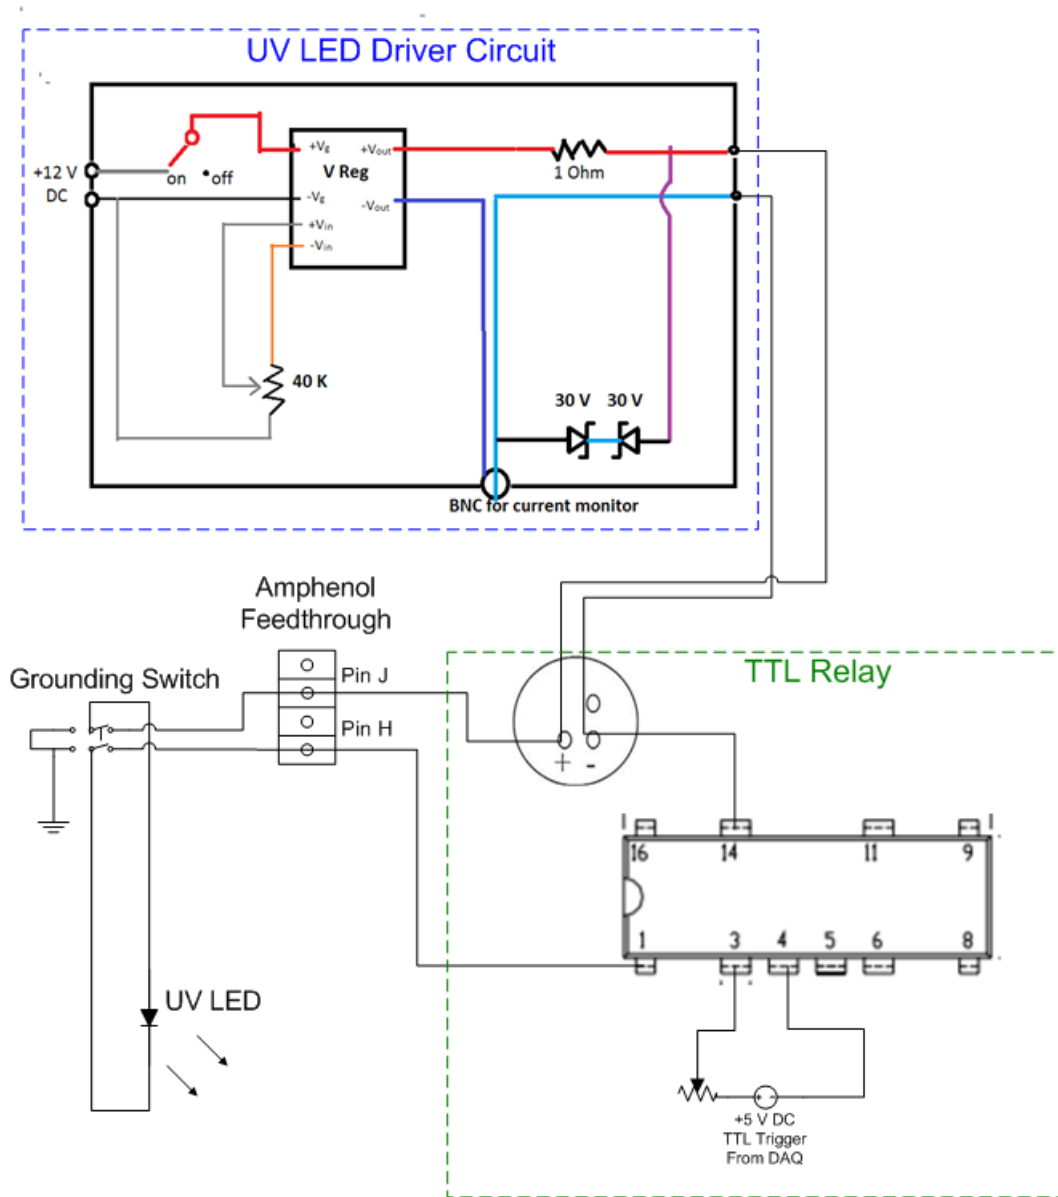 UV LED Driver Circuit
+12 V
DC
on
off
+Vg
+Vout
V Reg
-Vg
-Vout
+Vin
-Vin
1 Ohm
40 K
30 V 30 V
BNC for current monitor
Amphenol
Feedthrough
Grounding Switch
Pin J
Pin H
TTL Relay
+ -
16 14 11 9
1 3 4 5 6 8
UV LED
+5 V DC
TTL Trigger
From DAQ